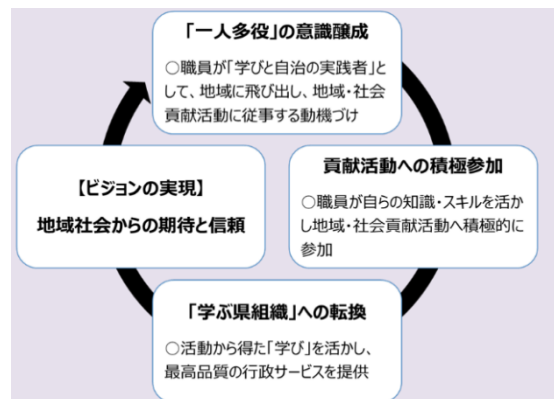 「一人多役」の意識醸成
○職員が「学びと自治の実践者」と
して、地域に飛び出し、地域・社会
貢献活動に従事する動機づけ
貢献活動への積極参加
○職員が自らの知識・スキルを活か
し地域・社会貢献活動へ積極的に
参加
「学ぶ県組織」への転換
○活動から得た「学び」を活かし、
最高品質の行政サービスを提供
【ビジョンの実現】
地域社会からの期待と信頼